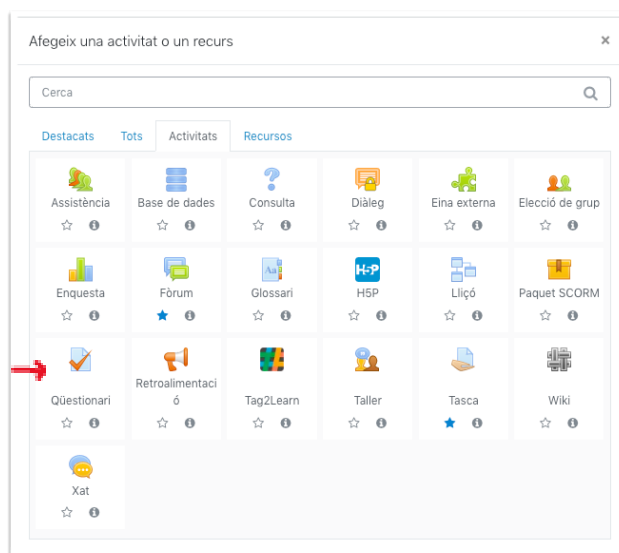 Afegeix una activitat o un recurs
×
Cerca
Destacats Tots Activitats Recursos
Assistència Base de dades Consulta Diàleg Eina externa Elecció de grup
Enquesta Fòrum Glossari H5P Lliçó Paquet SCORM
Qüestionari Retroalimentaci
ó Tag2Learn Taller Tasca Wiki
Xat